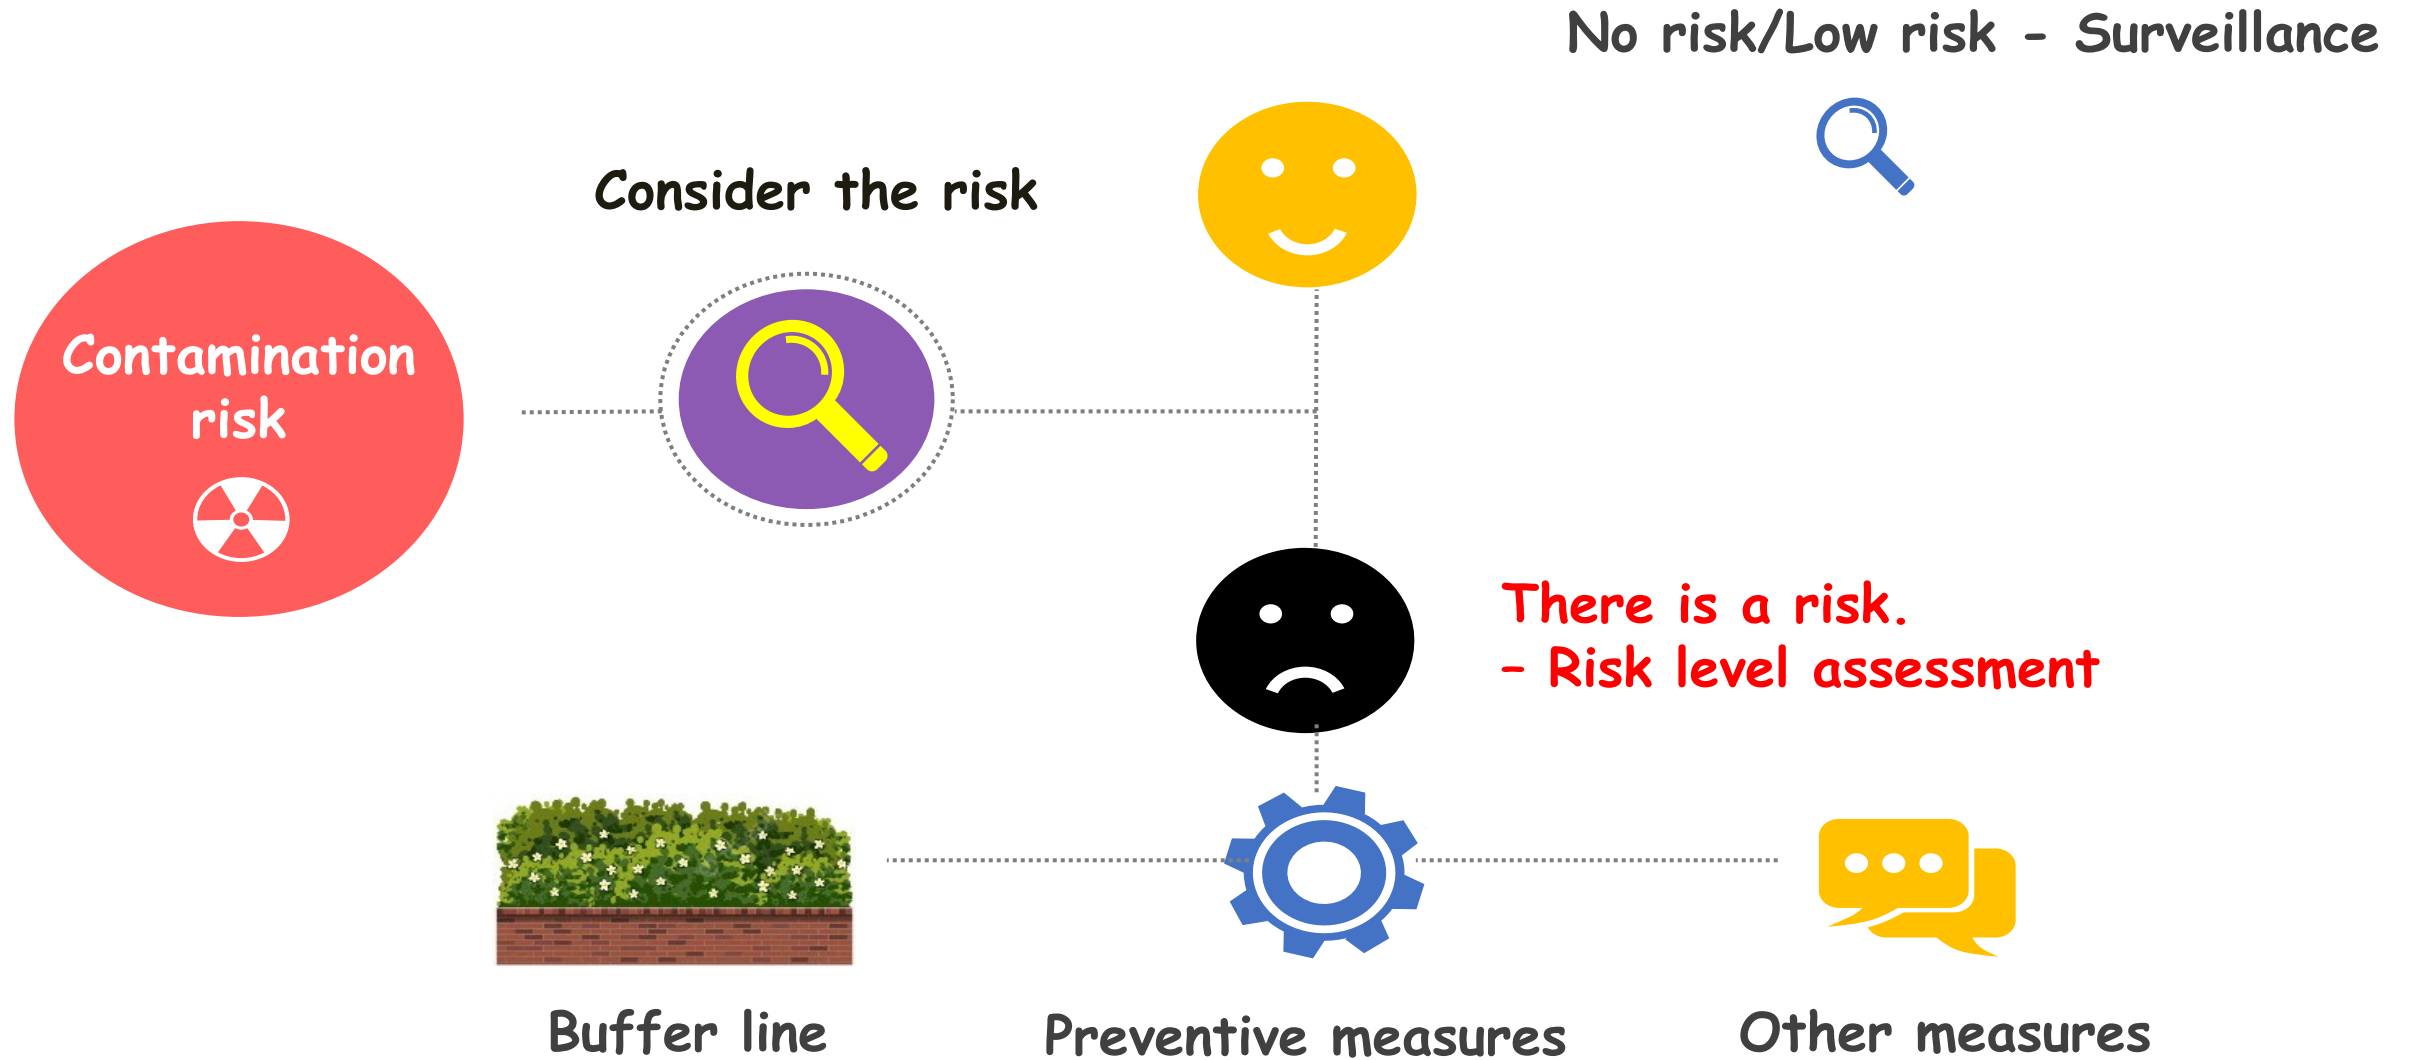 No risk/Low risk - Surveillance
Consider the risk
Contamination
risk
There is a risk.
– Risk level assessment
Buffer line
Preventive measures
Other measures